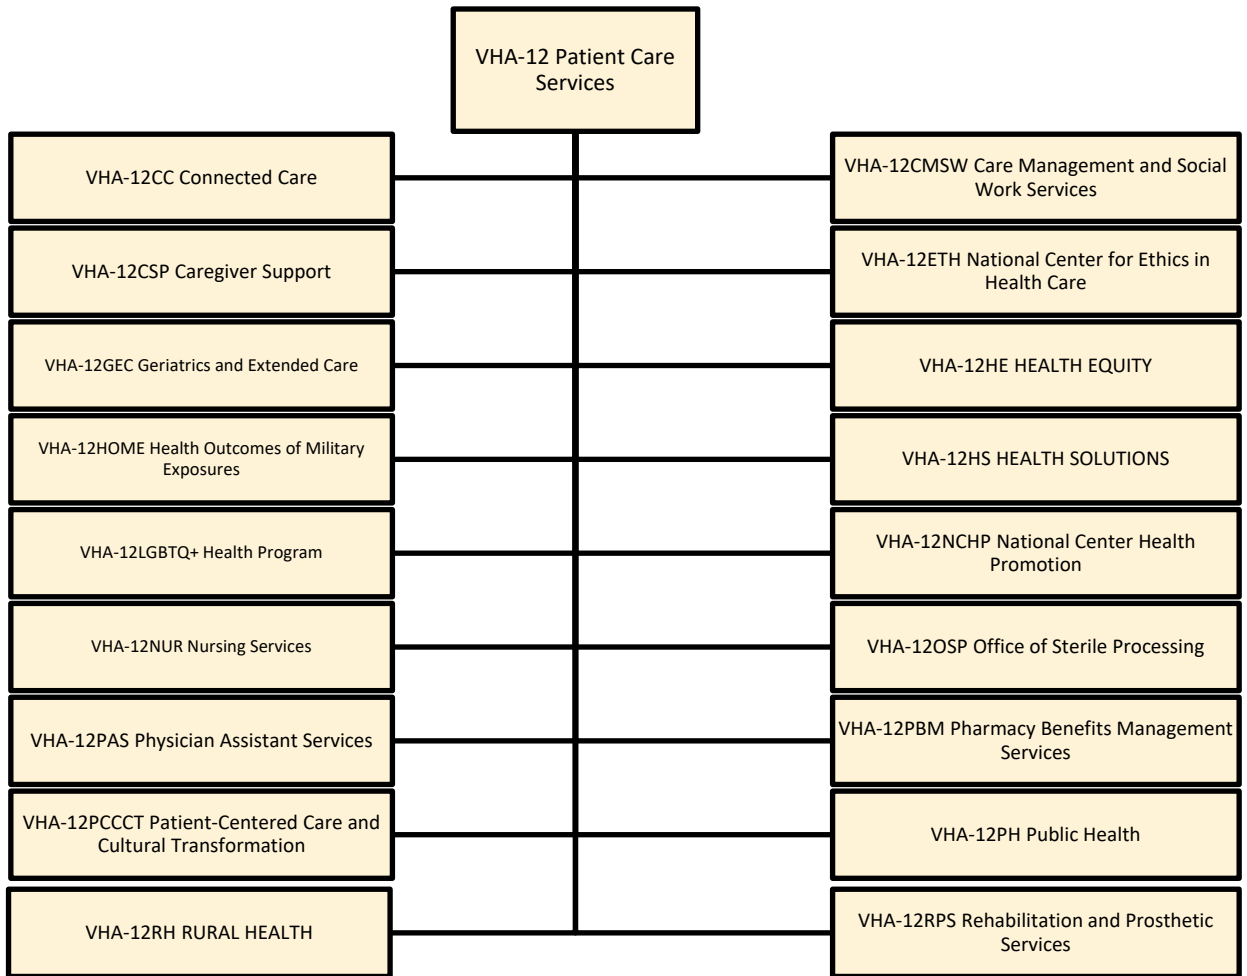 VHA-12 Patient Care
Services
VHA-12CC Connected Care
VHA-12CMSW Care Management and Social
Work Services
VHA-12CSP Caregiver Support
VHA-12ETH National Center for Ethics in
Health Care
VHA-12GEC Geriatrics and Extended Care
VHA-12HE HEALTH EQUITY
VHA-12HOME Health Outcomes of Military
Exposures
VHA-12HS HEALTH SOLUTIONS
VHA-12LGBTQ+ Health Program
VHA-12NCHP National Center Health
Promotion
VHA-12NUR Nursing Services
VHA-12OSP Office of Sterile Processing
VHA-12PAS Physician Assistant Services
VHA-12PBM Pharmacy Benefits Management
Services
VHA-12PCCCT Patient-Centered Care and
Cultural Transformation
VHA-12PH Public Health
VHA-12RH RURAL HEALTH
VHA-12RPS Rehabilitation and Prosthetic
Services